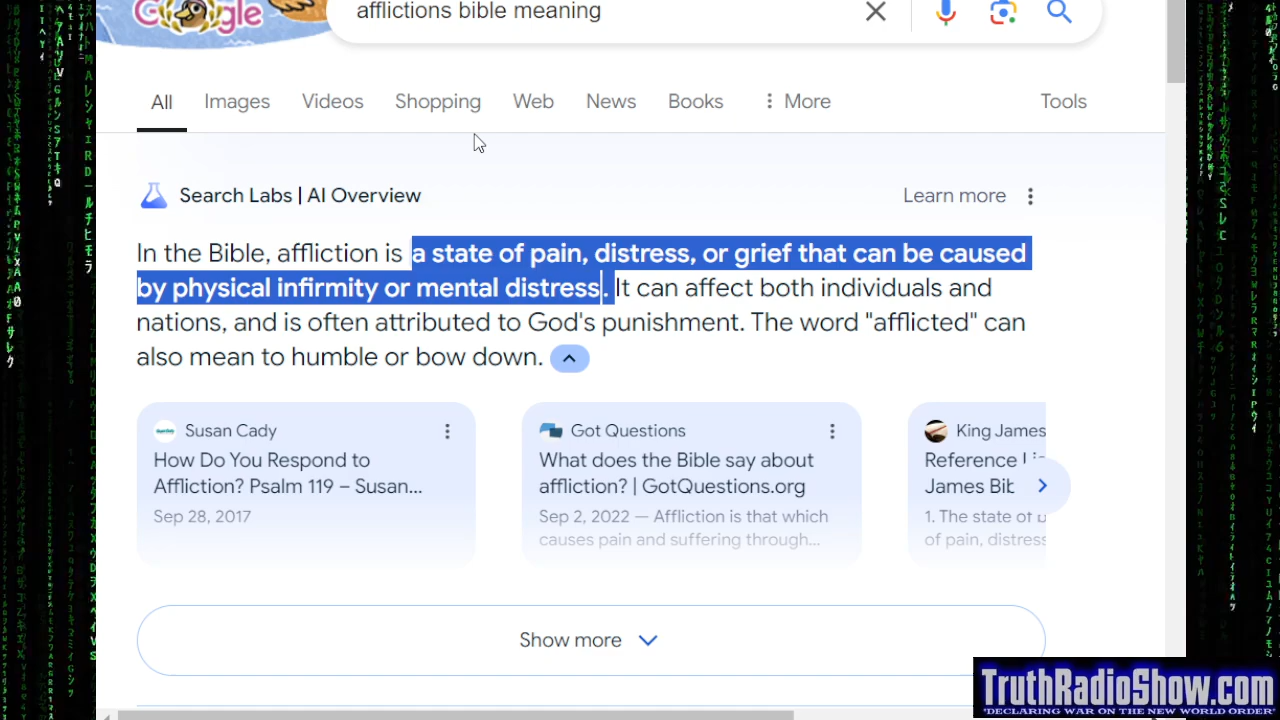 Google
afflictions bible meaning
All Images Videos Shopping Web News Books More Tools
Search Labs | AI Overview Learn more
In the Bible, affliction is a state of pain, distress, or grief that can be caused
by physical infirmity or mental distress. It can affect both individuals and
nations, and is often attributed to God's punishment. The word "afflicted" can
also mean to humble or bow down.
Susan Cady
How Do You Respond to
Affliction? Psalm 119 – Susan...
Sep 28, 2017
Got Questions
What does the Bible say about
affliction? | GotQuestions.org
Sep 2, 2022 — Affliction is that which
causes pain and suffering through...
King James
Reference
James
1. The state of
of pain, distress
Show more
TruthRadioShow.com
"DECLARING WAR ON THE NEW WORLD ORDER"